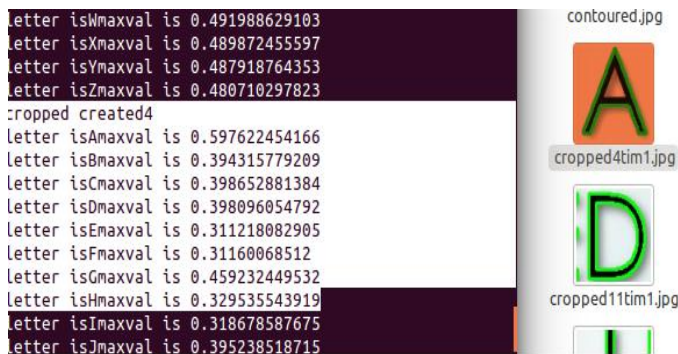 letter isWmaxval is 0.491988629103
letter isXmaxval is 0.489872455597
letter isYmaxval is 0.487918764353
letter isZmaxval is 0.480710297823
cropped created4
letter isAmaxval is 0.597622454166
letter isBmaxval is 0.394315779209
letter isCmaxval is 0.398652881384
letter isDmaxval is 0.398096054792
letter isEmaxval is 0.311218082905
letter isFmaxval is 0.31160068512
letter isGmaxval is 0.459232449532
letter isHmaxval is 0.329535543919
letter isImaxval is 0.318678587675
letter isJmaxval is 0.395238518715
contoured.jpg
A
cropped4tim1.jpg
D
cropped11tim1.jpg